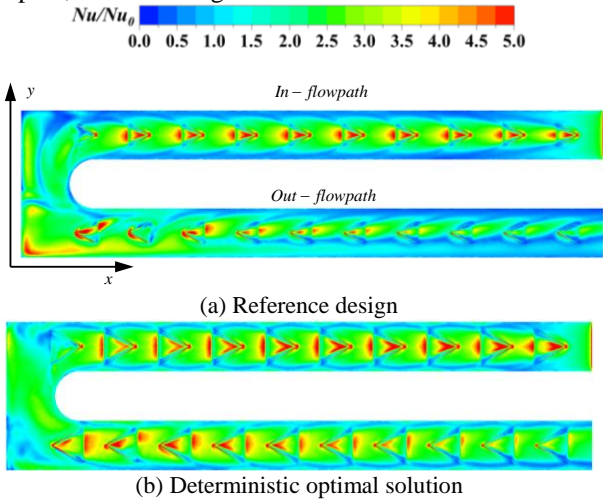 Nu/Nu0
0.0 0.5 1.0 1.5 2.0 2.5 3.0 3.5 4.0 4.5 5.0
y
In – flowpath
Out – flowpath
x
(a) Reference design
(b) Deterministic optimal solution